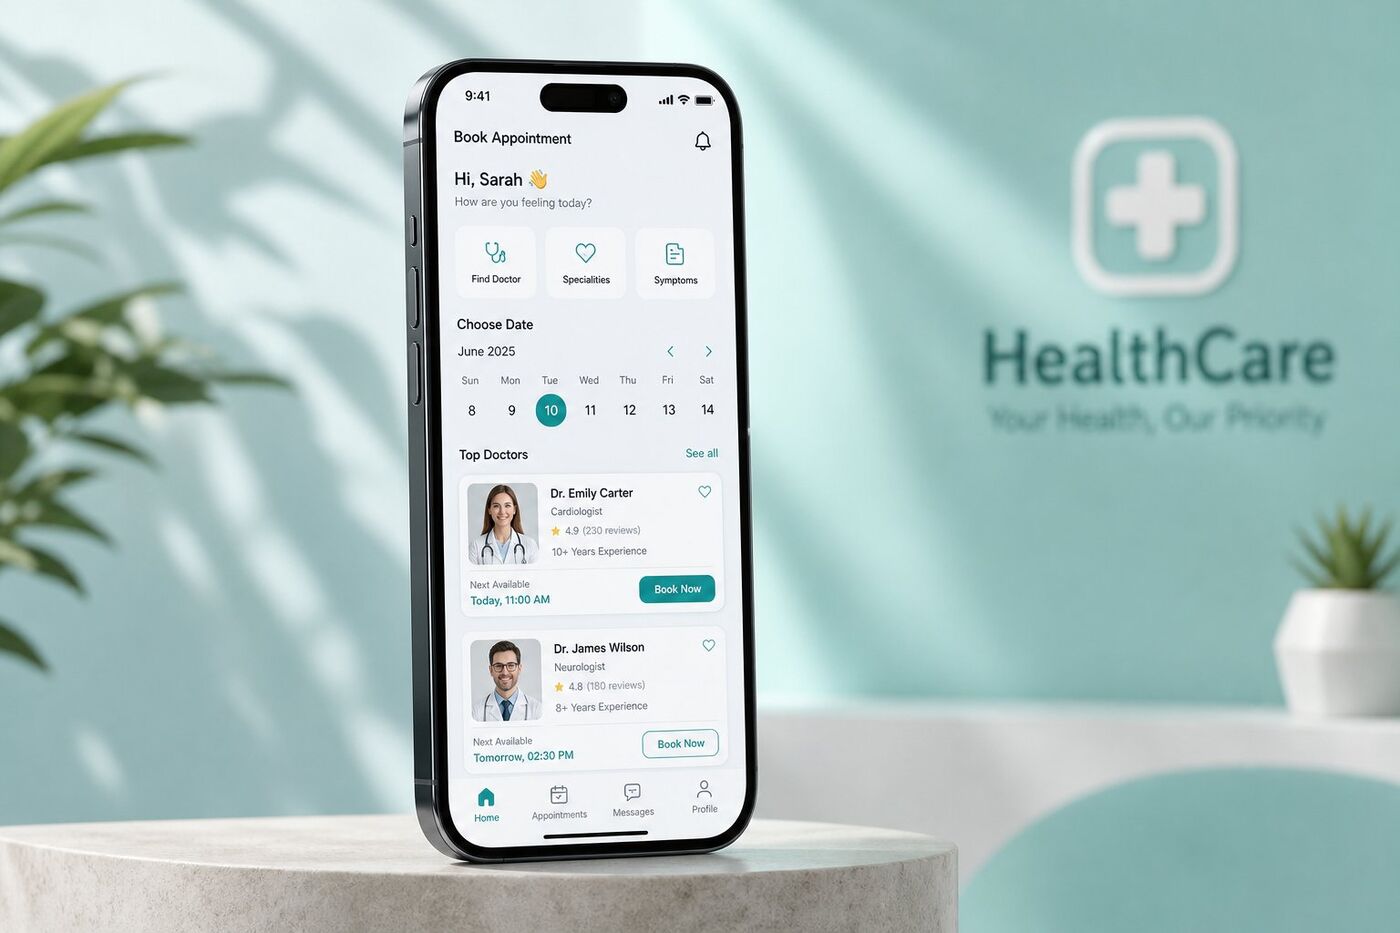 9:41
Book Appointment
Hi, Sarah 👋
How are you feeling today?
Find Doctor
Specialities
Symptoms
Choose Date
June 2025
Sun Mon Tue Wed Thu Fri Sat
8 9 10 11 12 13 14
Top Doctors
See all
Dr. Emily Carter
Cardiologist
4.9 (230 reviews)
10+ Years Experience
Next Available
Today, 11:00 AM
Book Now
Dr. James Wilson
Neurologist
4.8 (180 reviews)
8+ Years Experience
Next Available
Tomorrow, 02:30 PM
Book Now
Home
Appointments
Messages
Profile
HealthCare
Your Health, Our Priority